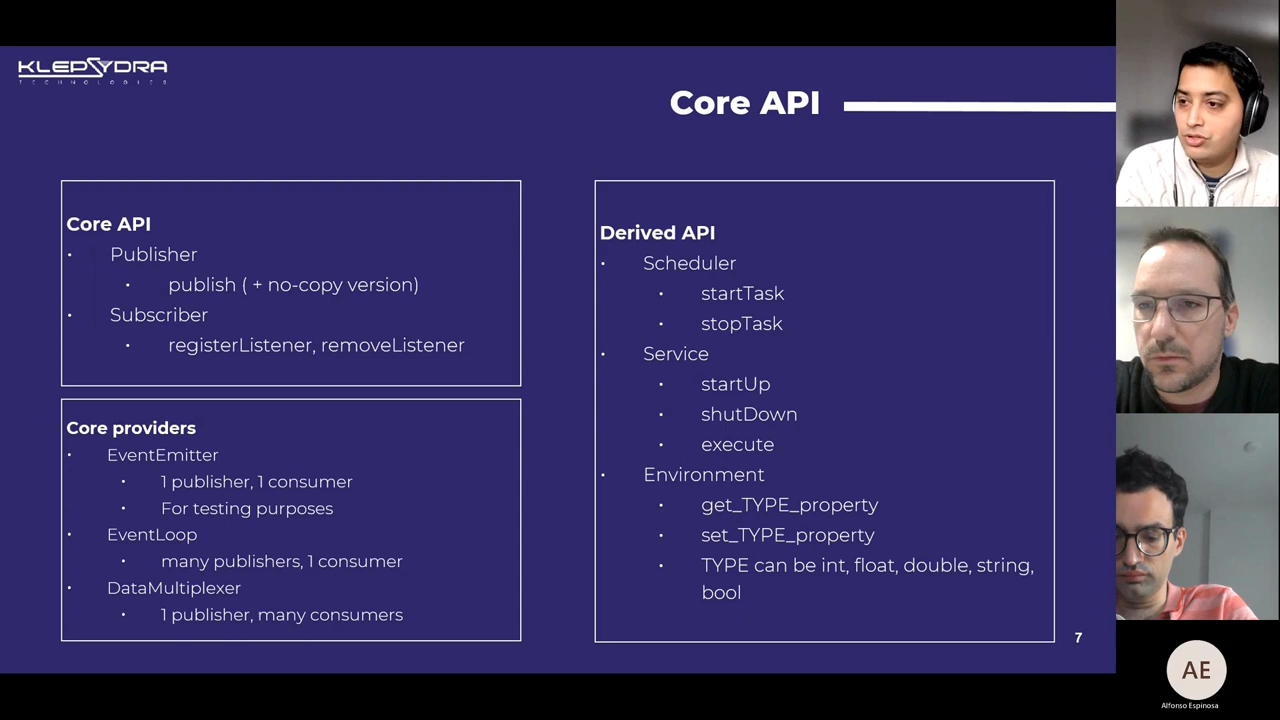 KLEPSYDRA
TECHNOLOGIES
Core API
Core API
• Publisher
• publish ( + no-copy version)
• Subscriber
• registerListener, removeListener
Core providers
• EventEmitter
• 1 publisher, 1 consumer
• For testing purposes
• EventLoop
• many publishers, 1 consumer
• DataMultiplexer
• 1 publisher, many consumers
Derived API
• Scheduler
• startTask
• stopTask
• Service
• startUp
• shutDown
• execute
• Environment
• get_TYPE_property
• set_TYPE_property
• TYPE can be int, float, double, string,
bool
7
AE
Alfonso Espinosa